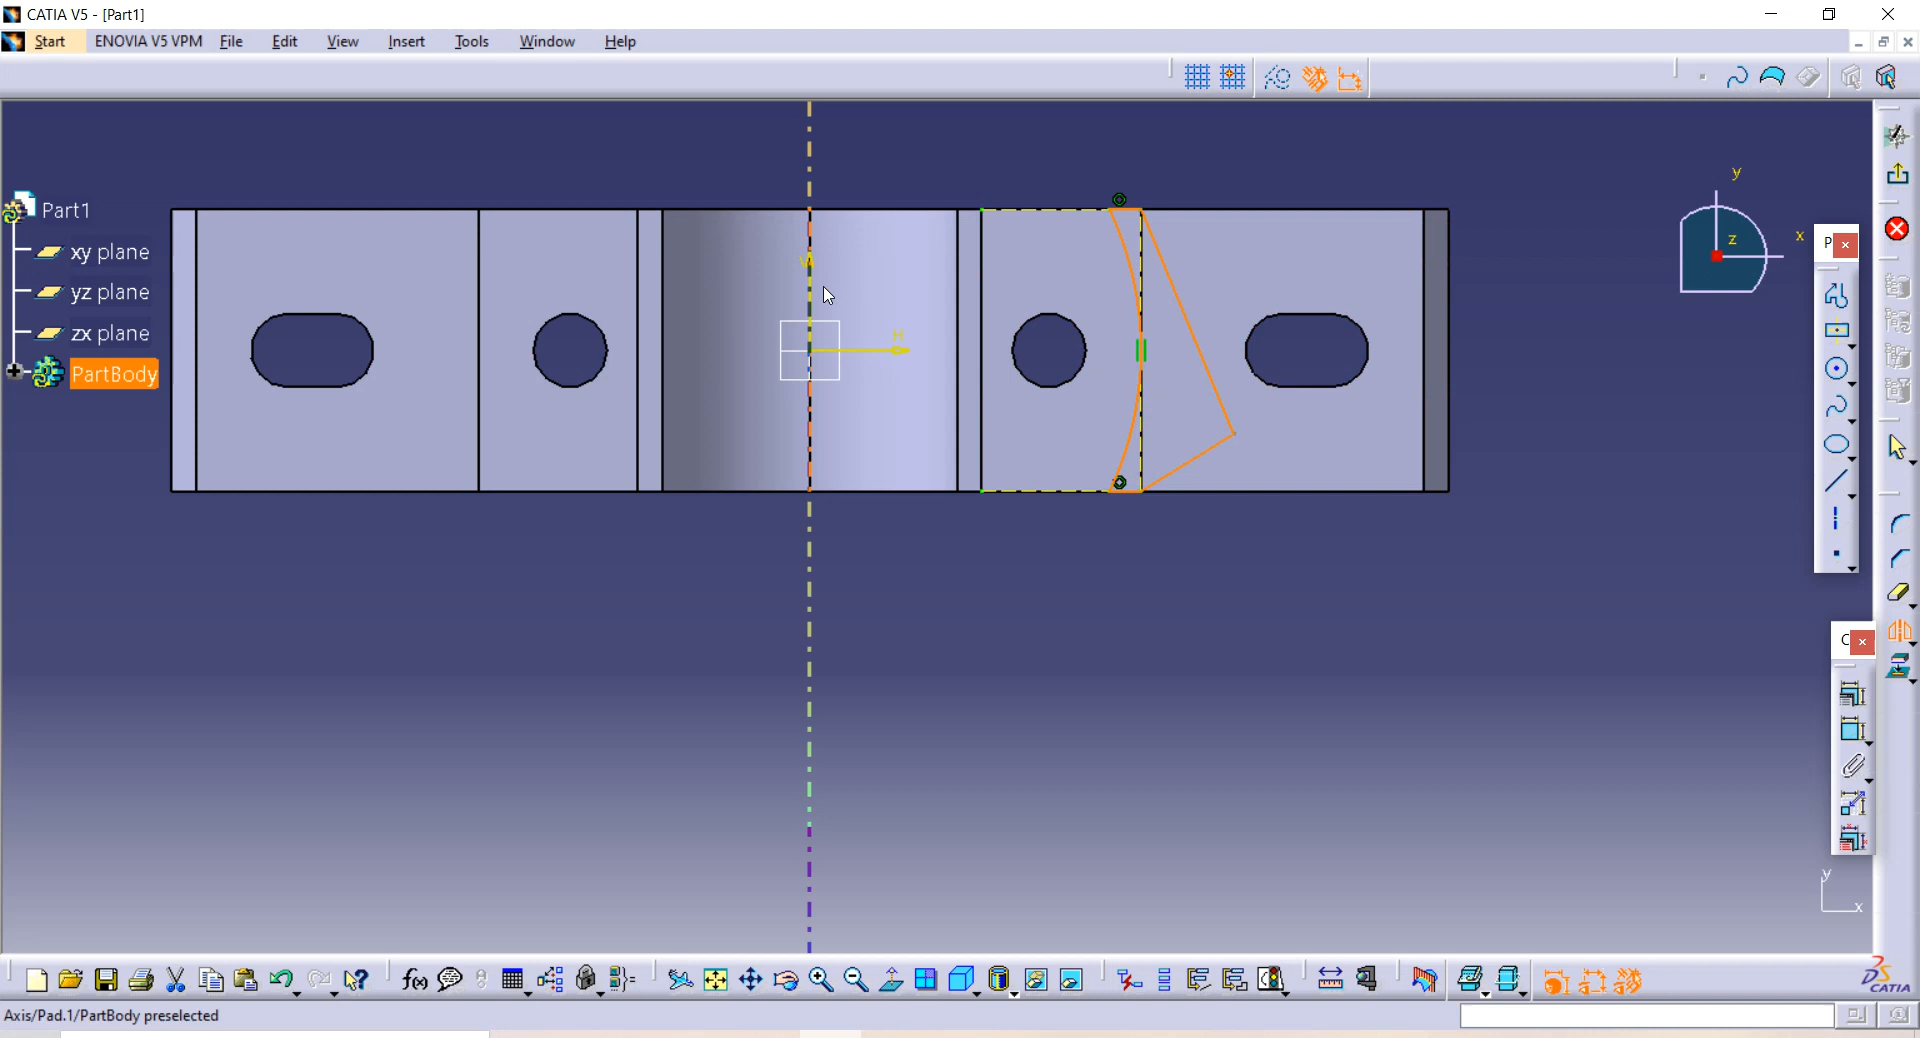 CATIA V5 - [Part1]
Start ENOVIA V5 VPM File Edit View Insert Tools Window Help
y
x
z
P
Part1
xy plane
yz plane
zx plane
PartBody
V
H
C
y
x
f(x)
CATIA
Axis/Pad.1/PartBody preselected